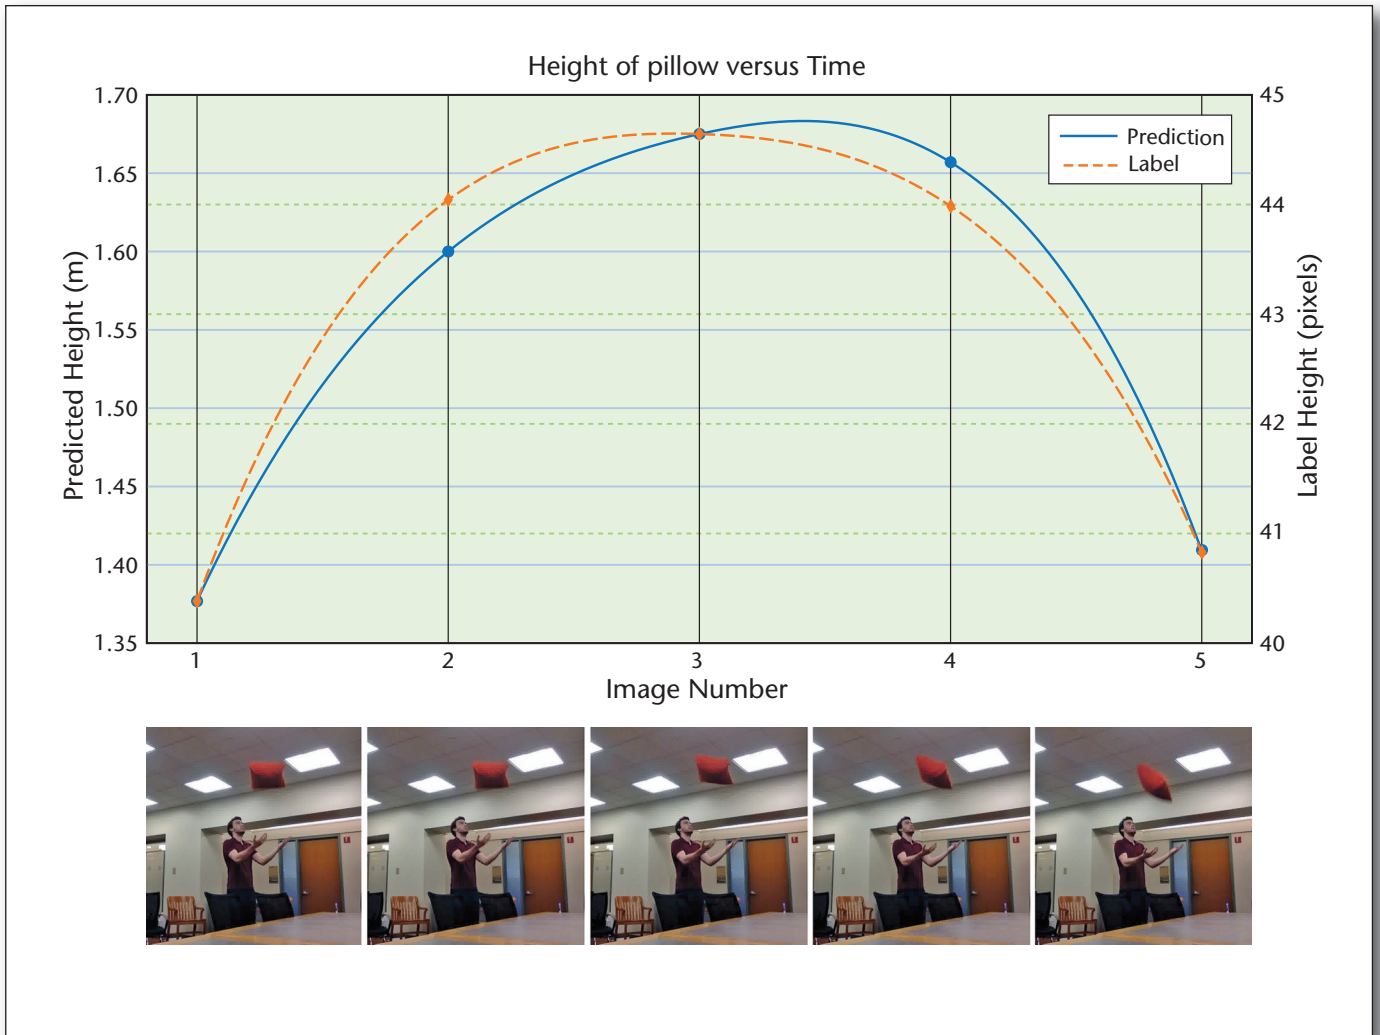 Height of pillow versus Time
1.70
1.65
1.60
1.55
1.50
1.45
1.40
1.35
Predicted Height (m)
45
44
43
42
41
40
Label Height (pixels)
Prediction
Label
1 2 3 4 5
Image Number